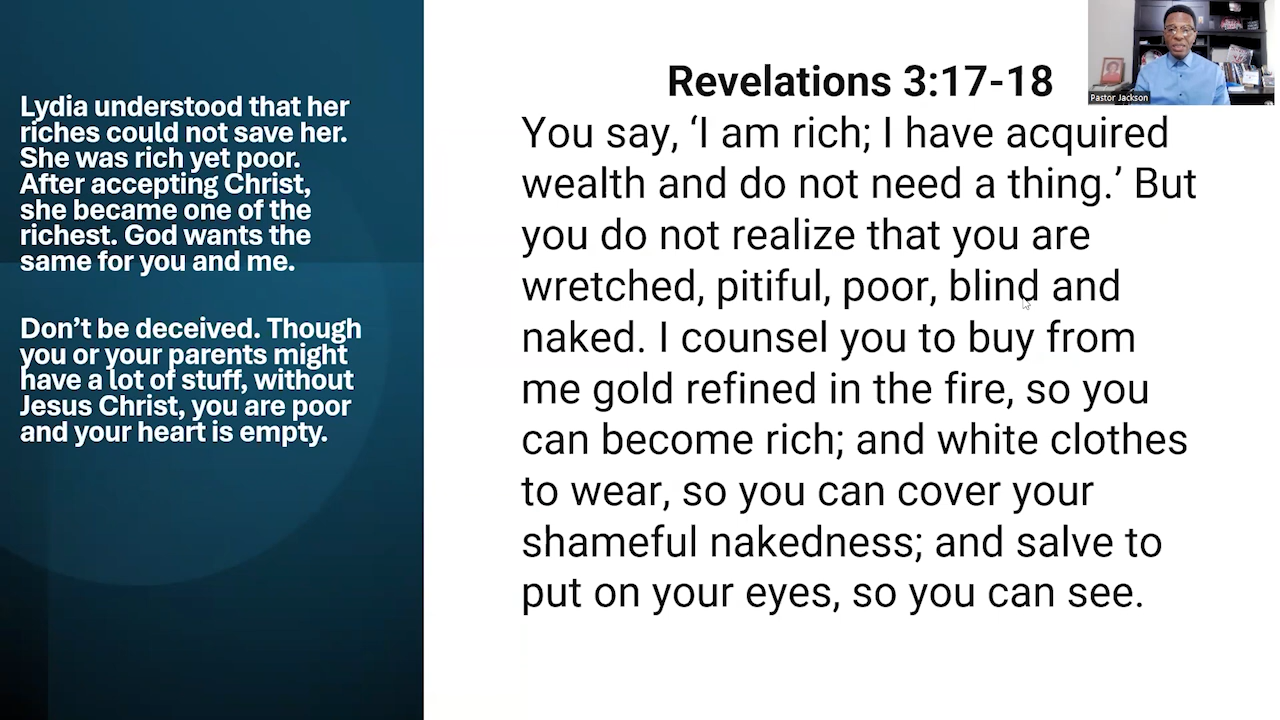 Lydia understood that her
riches could not save her.
She was rich yet poor.
After accepting Christ,
she became one of the
richest. God wants the
same for you and me.
Don’t be deceived. Though
you or your parents might
have a lot of stuff, without
Jesus Christ, you are poor
and your heart is empty.
Revelations 3:17-18
You say, ‘I am rich; I have acquired
wealth and do not need a thing.’ But
you do not realize that you are
wretched, pitiful, poor, blind and
naked. I counsel you to buy from
me gold refined in the fire, so you
can become rich; and white clothes
to wear, so you can cover your
shameful nakedness; and salve to
put on your eyes, so you can see.
Pastor Jackson